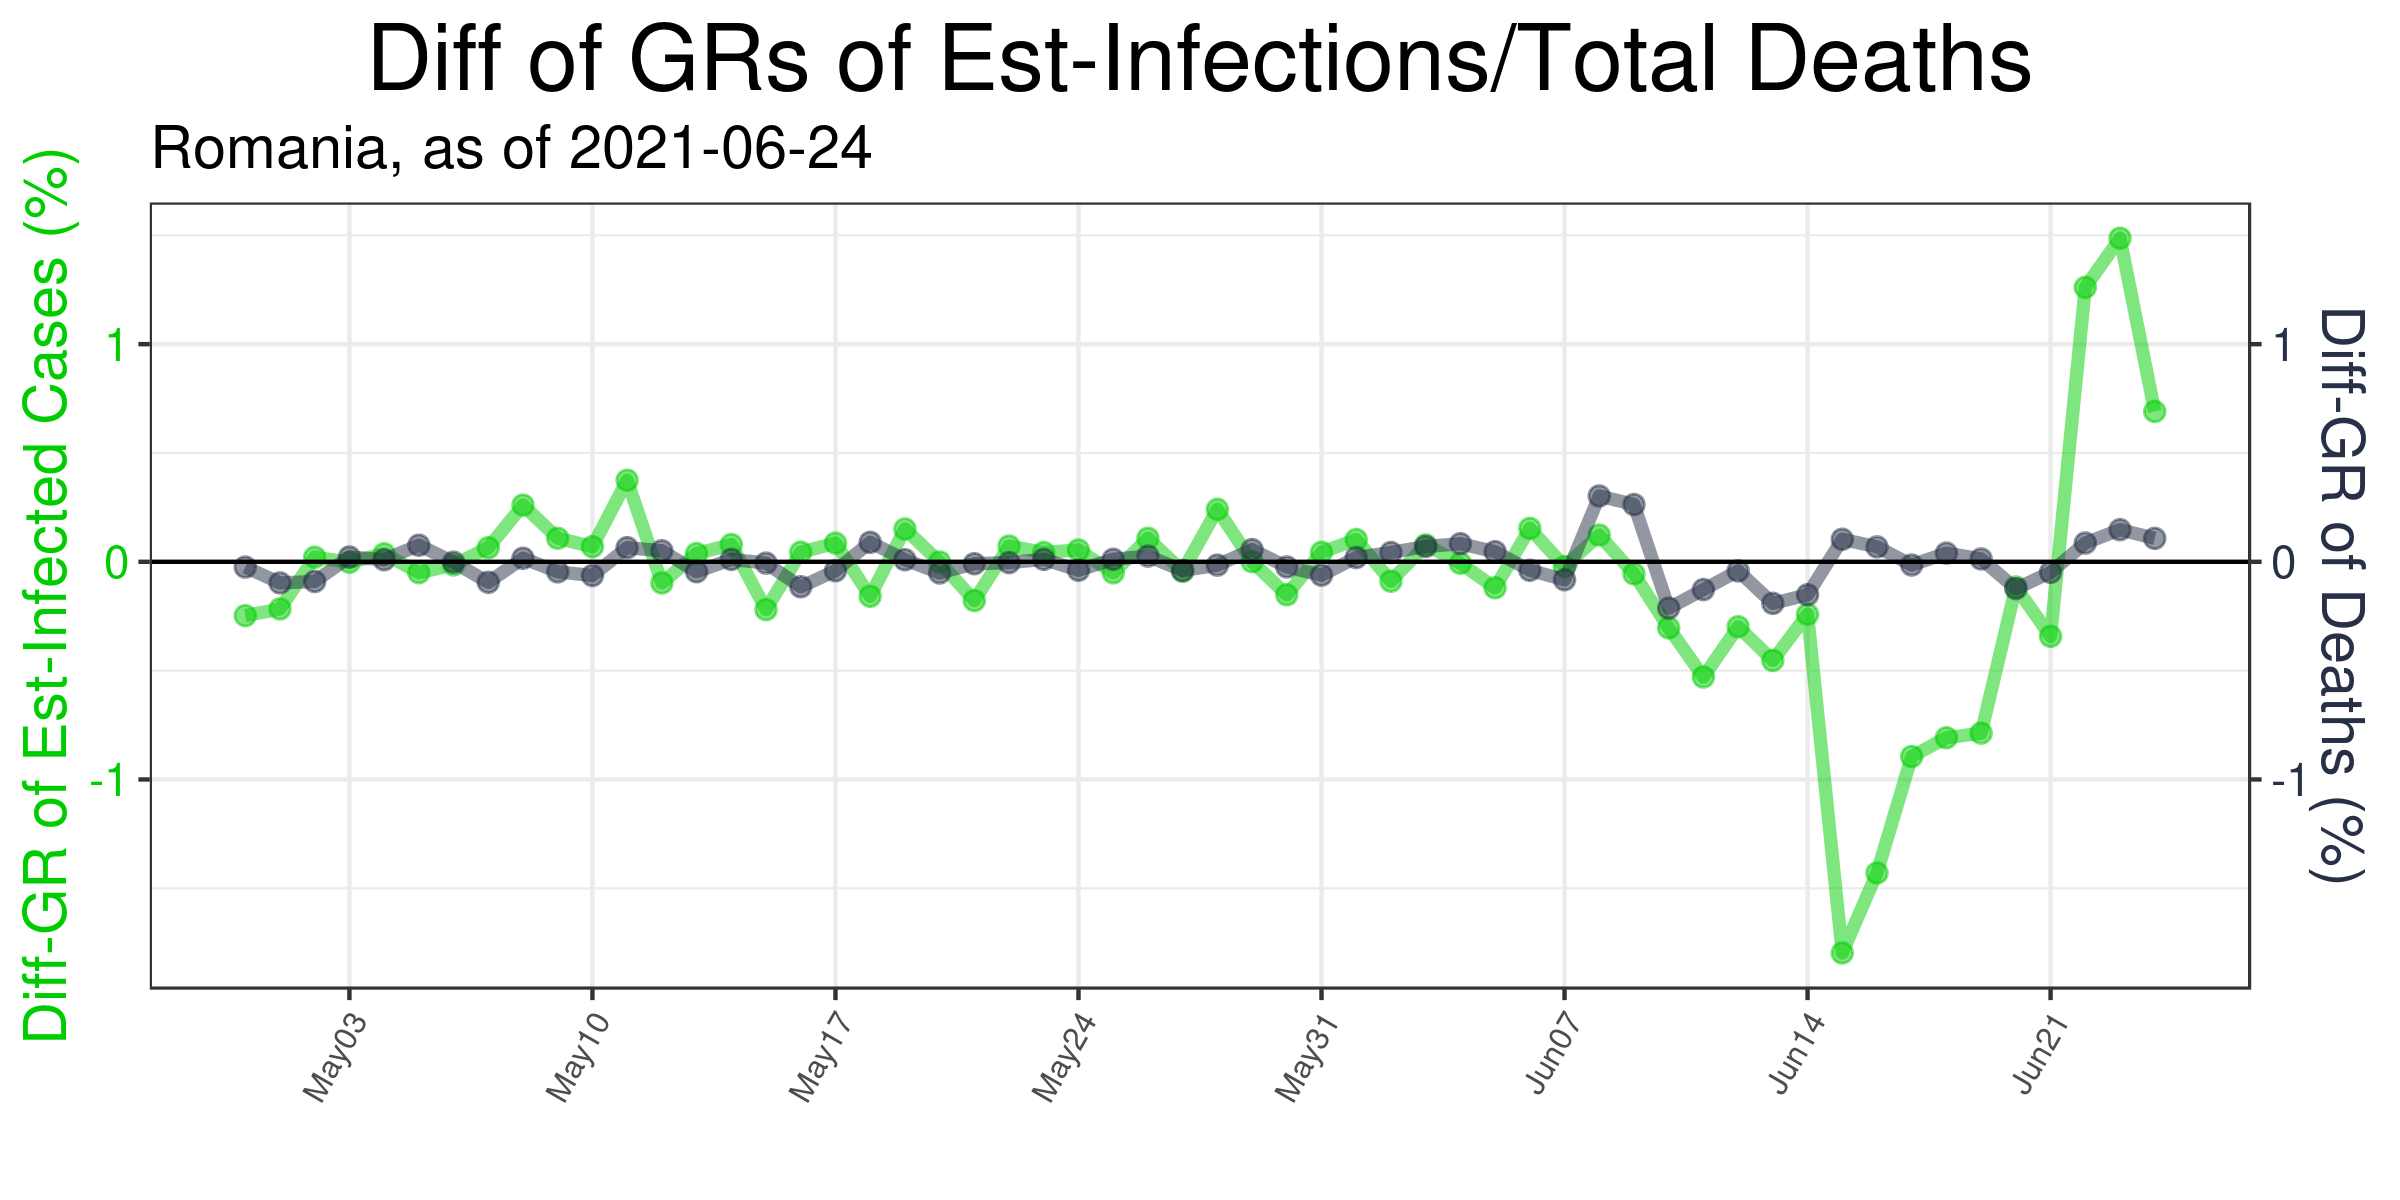 Diff of GRs of Est-Infections/Total Deaths
Romania, as of 2021-06-24
Diff-GR of Est-Infected Cases (%)
1
0
-1
1
0
-1
Diff-GR of Deaths (%)
May03
May10
May17
May24
May31
Jun07
Jun14
Jun21